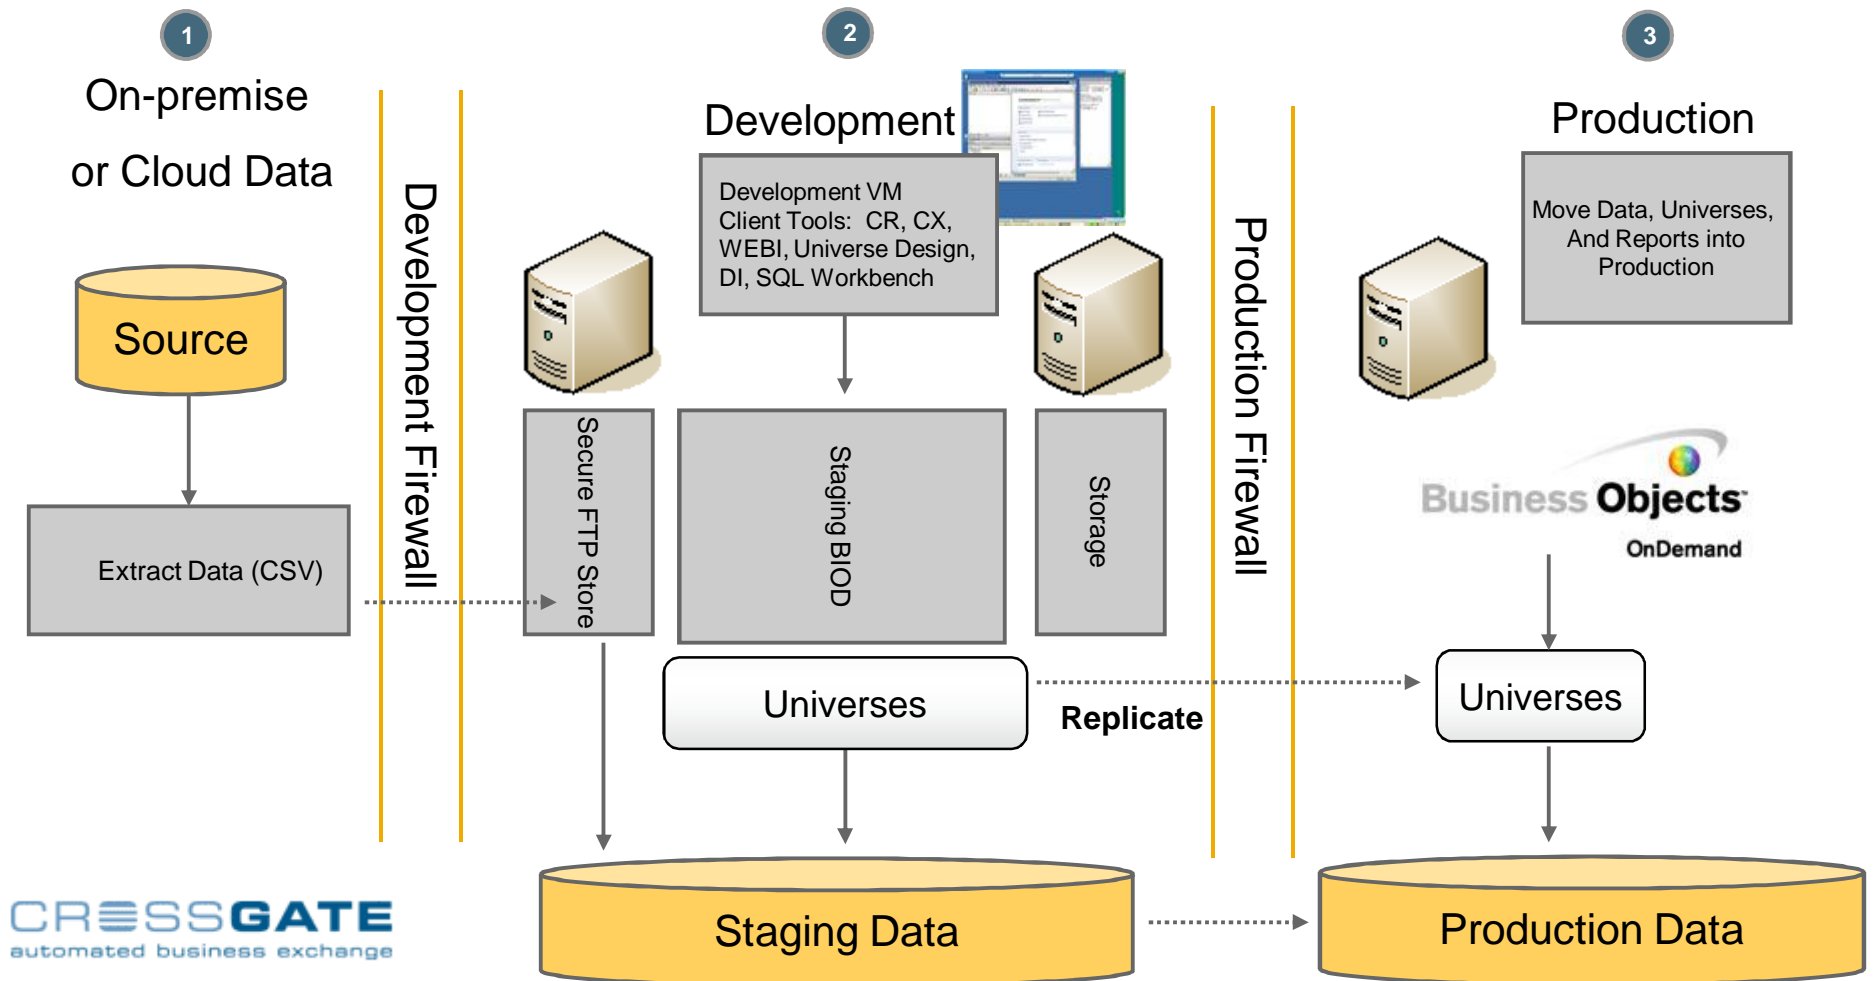 1
On-premise
or Cloud Data
Source
Extract Data (CSV)
Development Firewall
2
Development
Development VM
Client Tools:  CR, CX,
WEBI, Universe Design,
DI, SQL Workbench
Secure FTP Store
Staging BIOD
Storage
Universes
Replicate
Staging Data
Production Firewall
3
Production
Move Data, Universes,
And Reports into
Production
Business Objects™
OnDemand
Universes
Production Data
CROSSGATE
automated business exchange